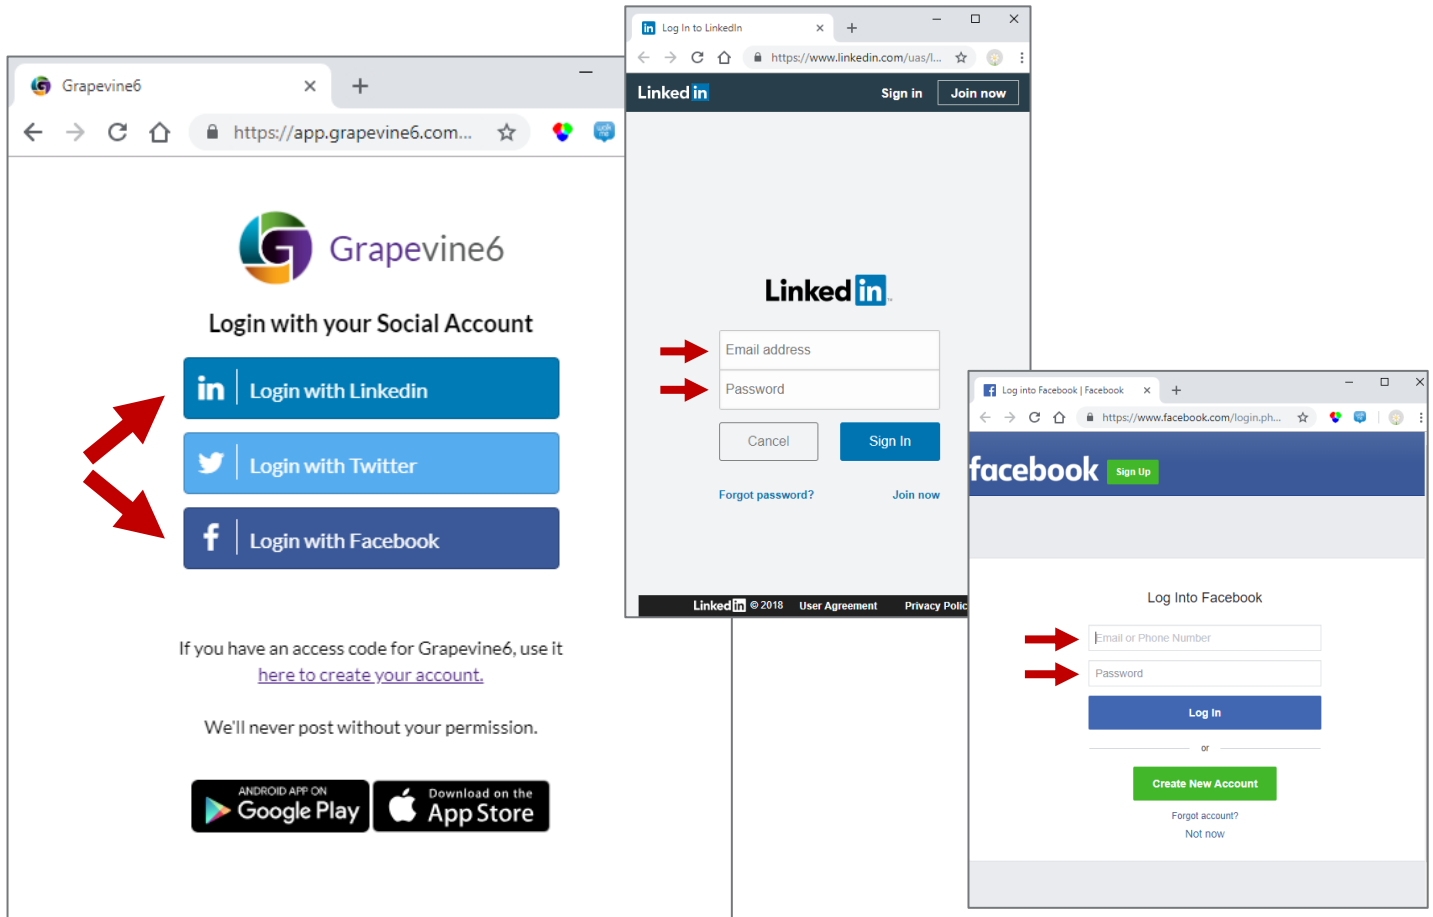 Grapevine6
https://app.grapevine6.com...
walk me
Grapevine6
Login with your Social Account
in Login with Linkedin
Login with Twitter
f Login with Facebook
If you have an access code for Grapevine6, use it
here to create your account.
We'll never post without your permission.
ANDROID APP ON
Google Play
Download on the
App Store
in Log In to LinkedIn
https://www.linkedin.com/uas/l...
Linked in Sign in Join now
Linked in
Email address
Password
Cancel Sign In
Forgot password? Join now
Linked in © 2018 User Agreement Privacy Polic
f Log into Facebook | Facebook
https://www.facebook.com/login.ph...
facebook Sign Up
Log Into Facebook
Email or Phone Number
Password
Log In
or
Create New Account
Forgot account?
Not now